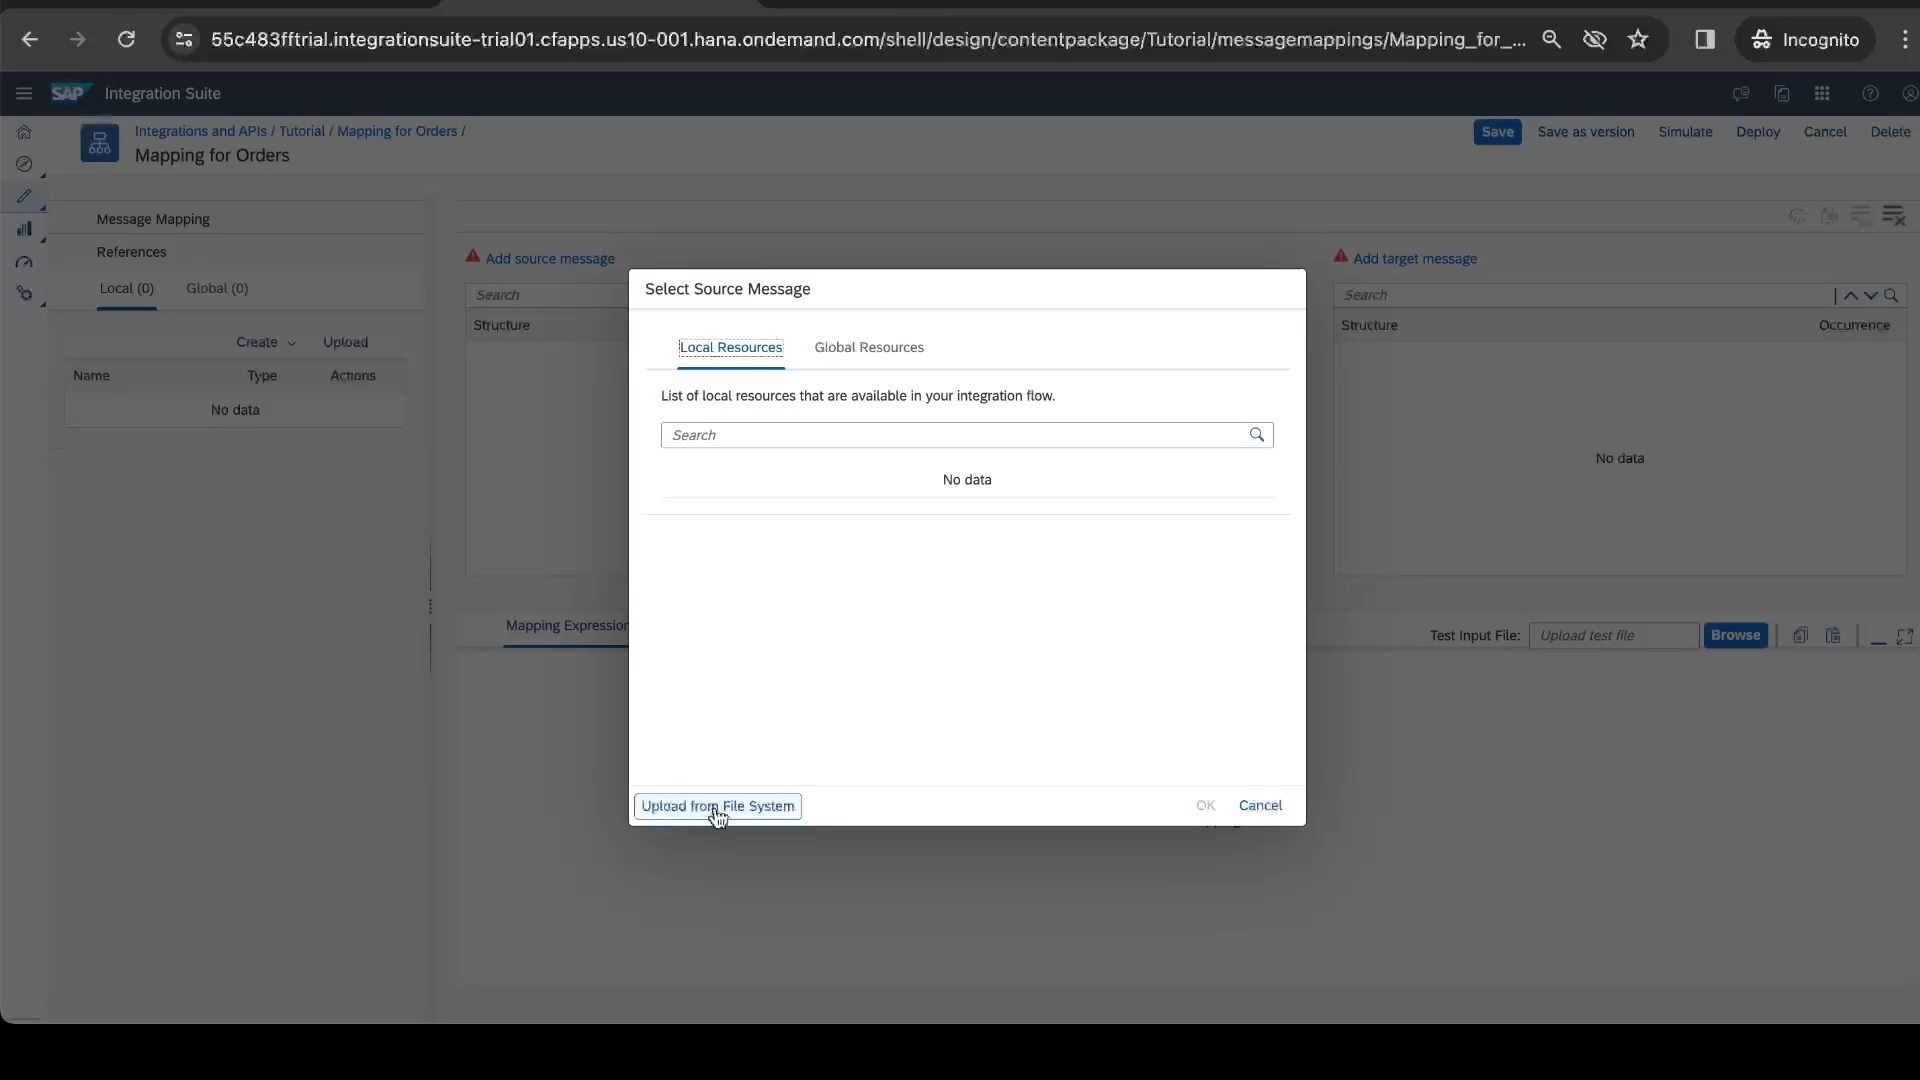 55c483fftrial.integrationsuite-trial01.cfapps.us10-001.hana.ondemand.com/shell/design/contentpackage/Tutorial/messagemappings/Mapping_for_...
Incognito
SAP
Integration Suite
Integrations and APIs / Tutorial / Mapping for Orders /
Mapping for Orders
Save
Save as version
Simulate
Deploy
Cancel
Delete
Message Mapping
References
Local (0)
Global (0)
Create
Upload
Name
Type
Actions
No data
Add source message
Search
Structure
Add target message
Search
Structure
Occurrence
No data
Select Source Message
Local Resources
Global Resources
List of local resources that are available in your integration flow.
Search
No data
Upload from File System
OK
Cancel
Mapping Expression
Test Input File:
Upload test file
Browse